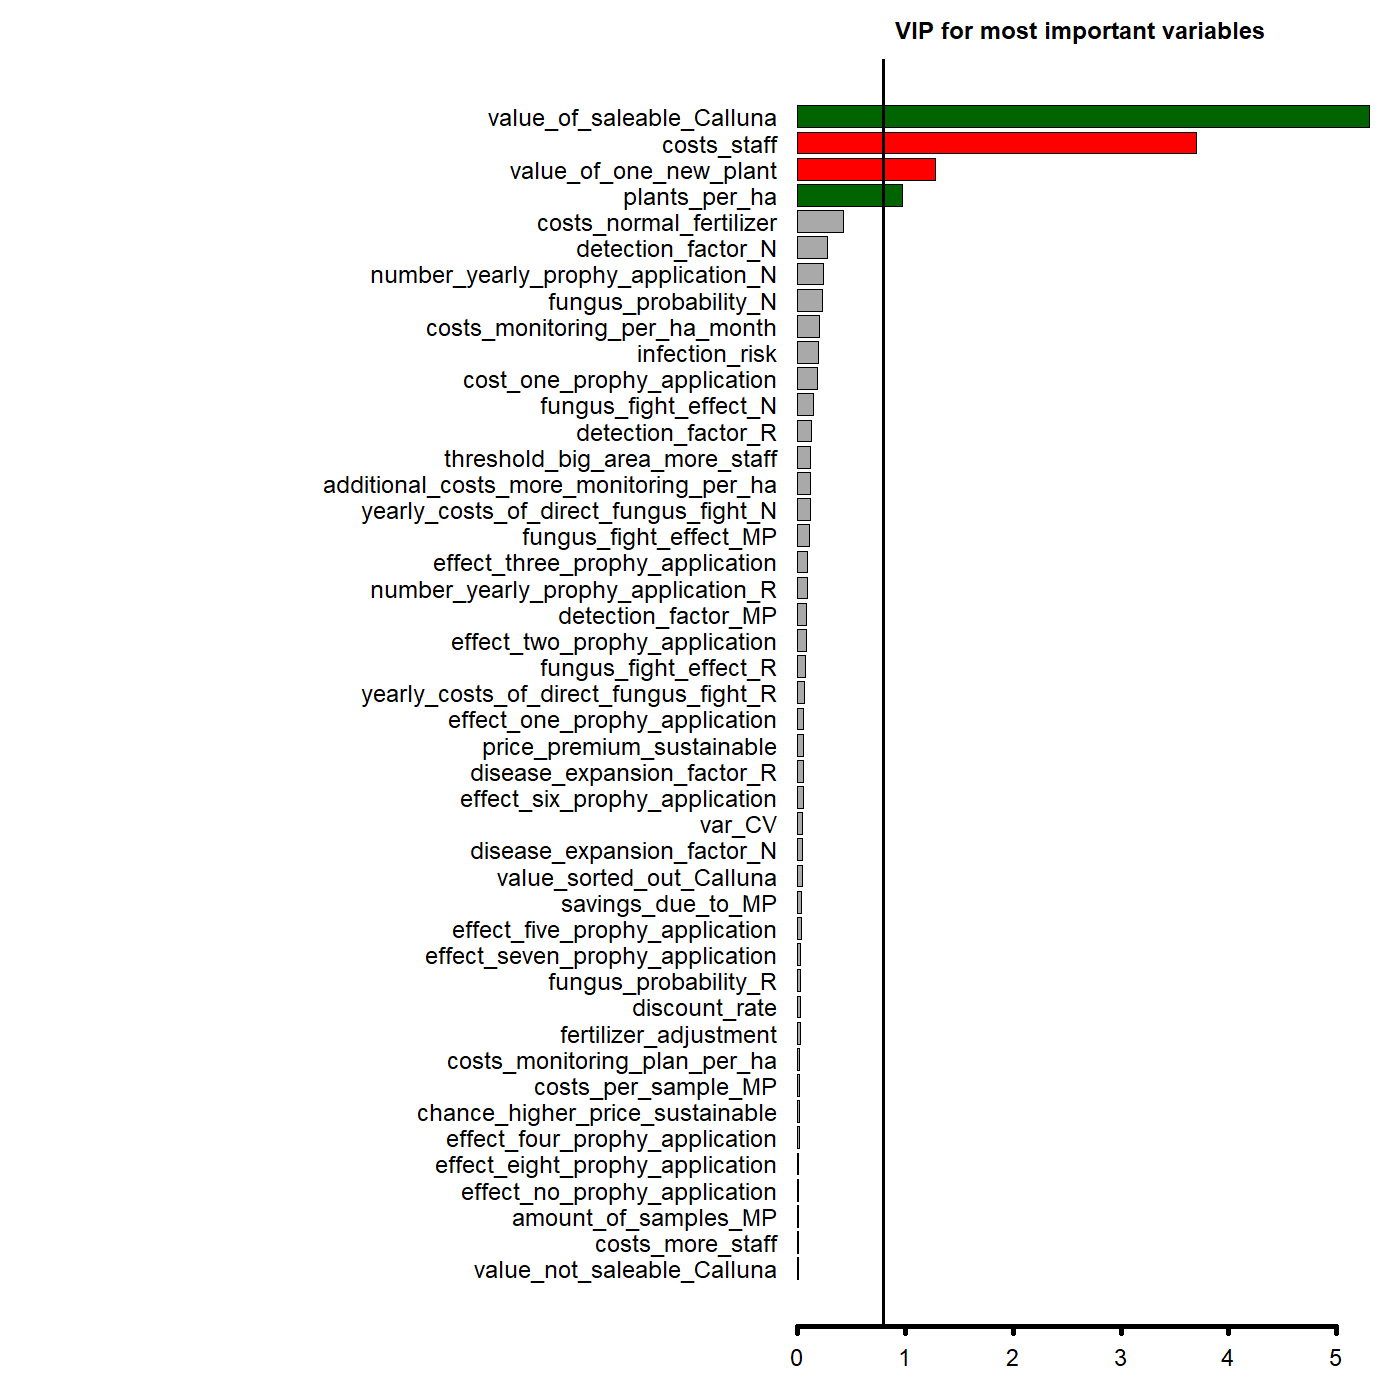 VIP for most important variables
value_of_saleable_Calluna
costs_staff
value_of_one_new_plant
plants_per_ha
costs_normal_fertilizer
detection_factor_N
number_yearly_prophy_application_N
fungus_probability_N
costs_monitoring_per_ha_month
infection_risk
cost_one_prophy_application
fungus_fight_effect_N
detection_factor_R
threshold_big_area_more_staff
additional_costs_more_monitoring_per_ha
yearly_costs_of_direct_fungus_fight_N
fungus_fight_effect_MP
effect_three_prophy_application
number_yearly_prophy_application_R
detection_factor_MP
effect_two_prophy_application
fungus_fight_effect_R
yearly_costs_of_direct_fungus_fight_R
effect_one_prophy_application
price_premium_sustainable
disease_expansion_factor_R
effect_six_prophy_application
var_CV
disease_expansion_factor_N
value_sorted_out_Calluna
savings_due_to_MP
effect_five_prophy_application
effect_seven_prophy_application
fungus_probability_R
discount_rate
fertilizer_adjustment
costs_monitoring_plan_per_ha
costs_per_sample_MP
chance_higher_price_sustainable
effect_four_prophy_application
effect_eight_prophy_application
effect_no_prophy_application
amount_of_samples_MP
costs_more_staff
value_not_saleable_Calluna
0 1 2 3 4 5